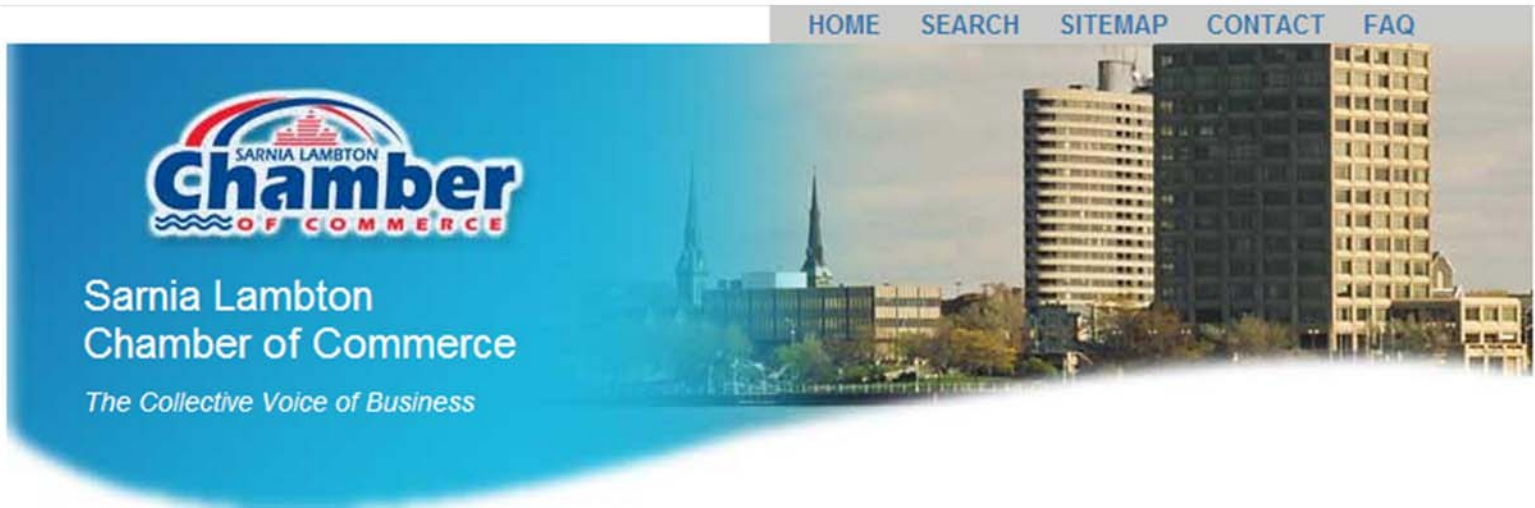 HOME SEARCH SITEMAP CONTACT FAQ
SARNIA LAMBTON
Chamber
OF COMMERCE
Sarnia Lambton
Chamber of Commerce
The Collective Voice of Business